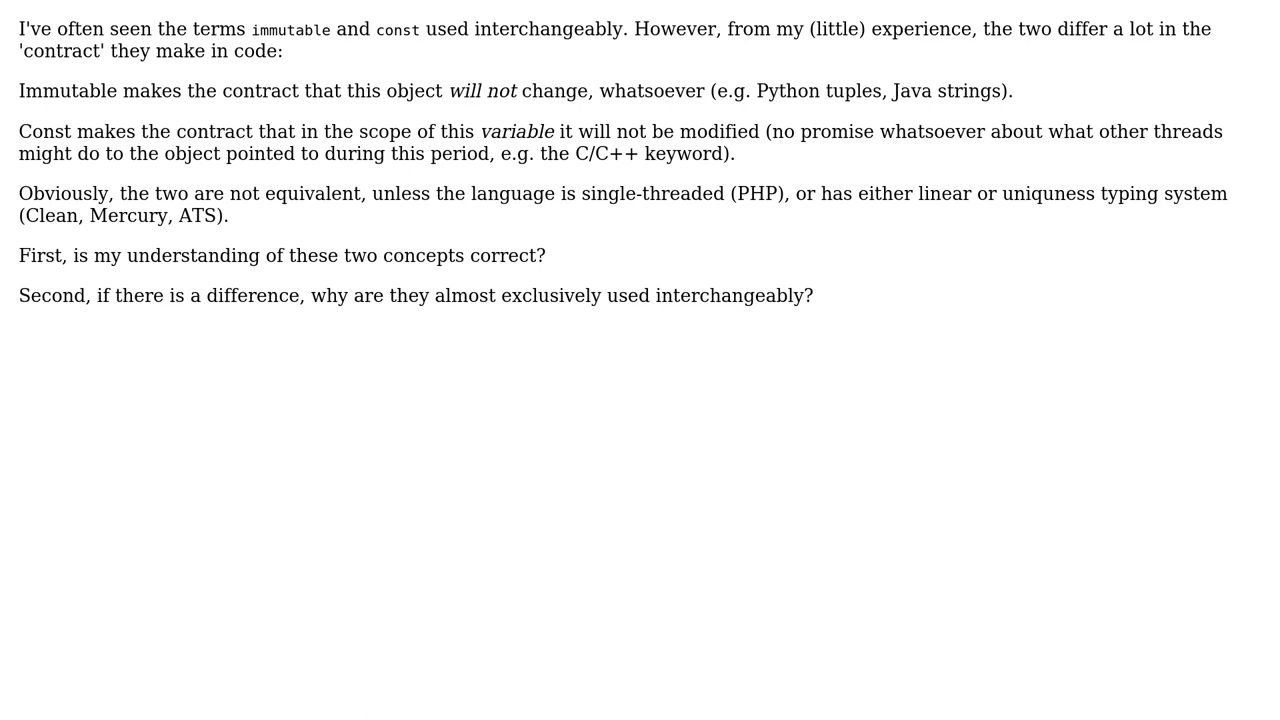 I've often seen the terms immutable and const used interchangeably. However, from my (little) experience, the two differ a lot in the
'contract' they make in code:
Immutable makes the contract that this object will not change, whatsoever (e.g. Python tuples, Java strings).
Const makes the contract that in the scope of this variable it will not be modified (no promise whatsoever about what other threads
might do to the object pointed to during this period, e.g. the C/C++ keyword).
Obviously, the two are not equivalent, unless the language is single-threaded (PHP), or has either linear or uniquness typing system
(Clean, Mercury, ATS).
First, is my understanding of these two concepts correct?
Second, if there is a difference, why are they almost exclusively used interchangeably?